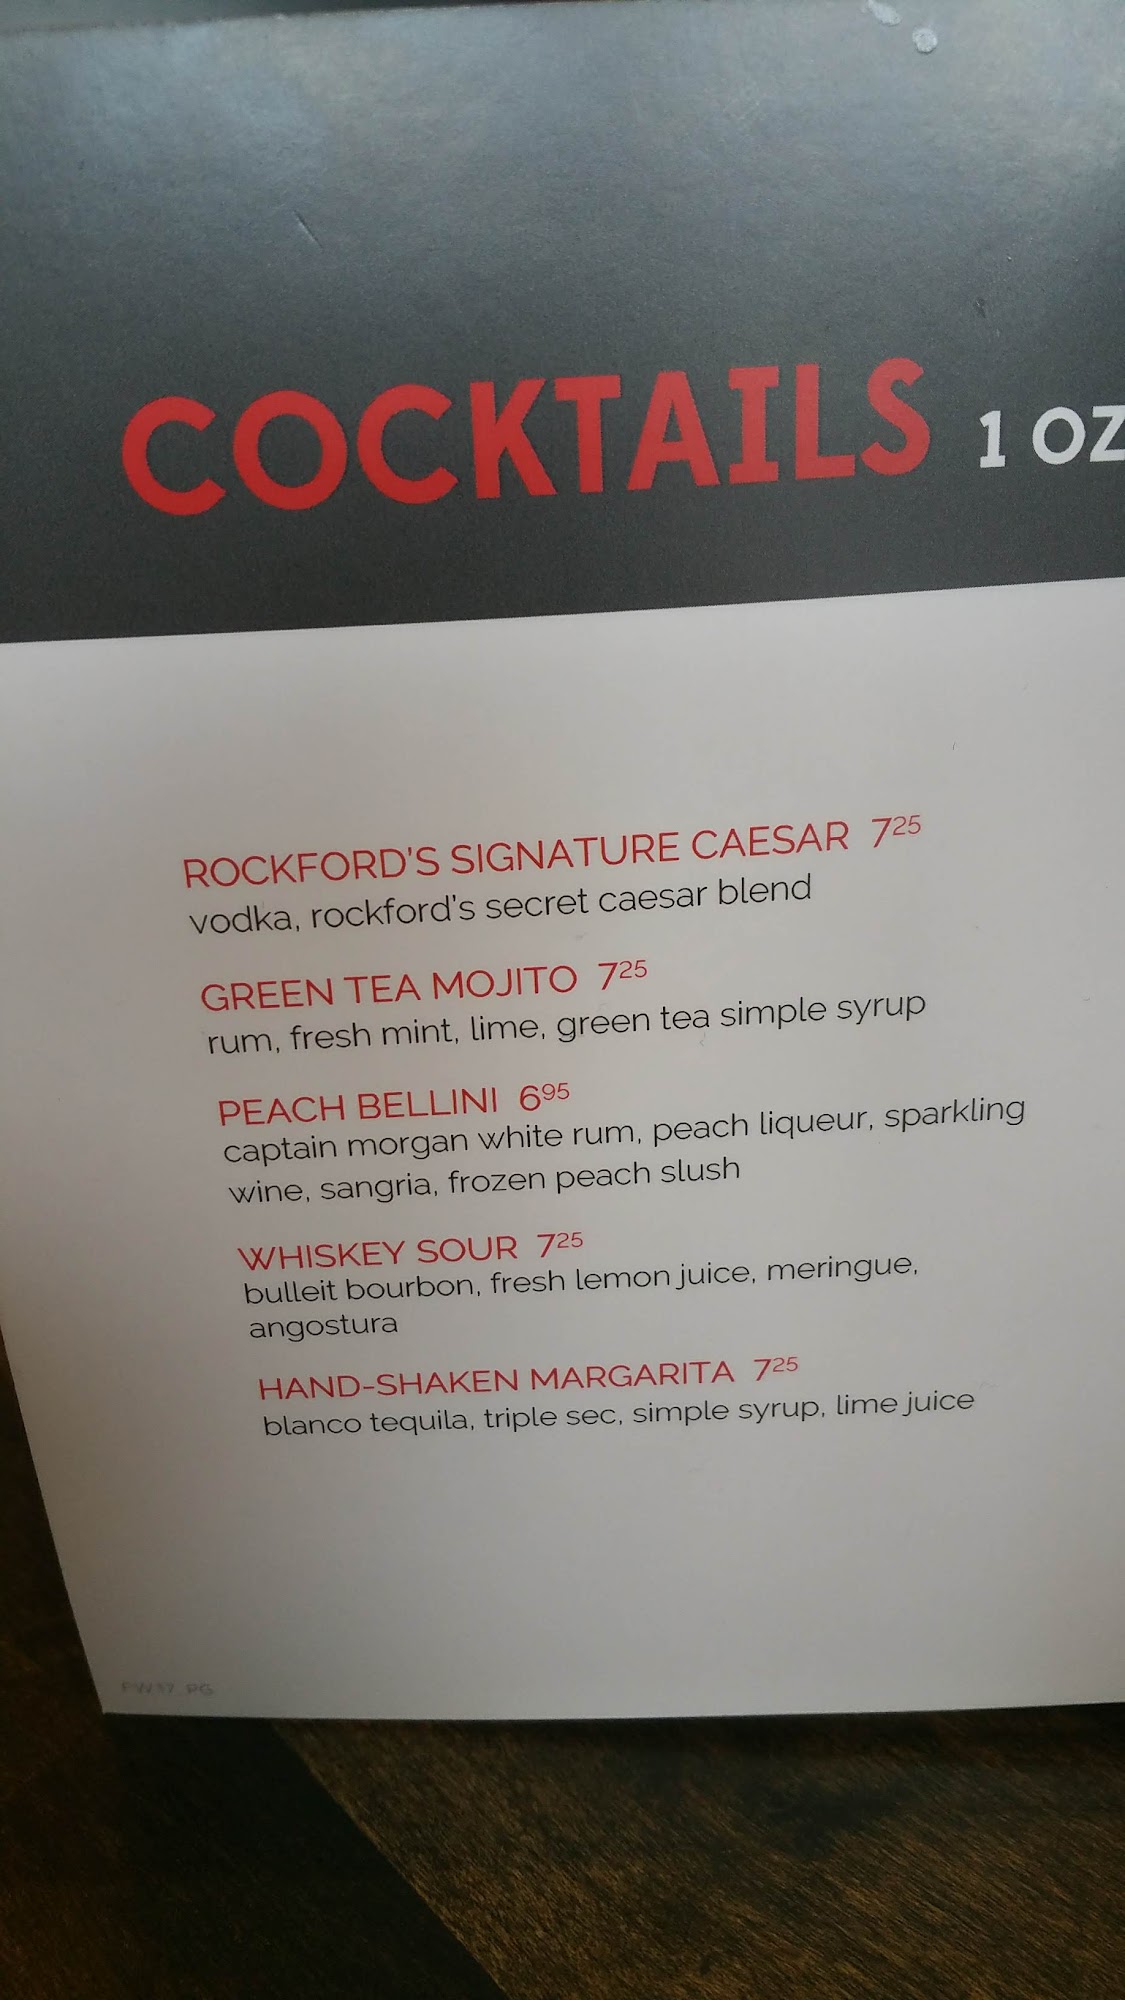 COCKTAILS 1 OZ
ROCKFORD'S SIGNATURE CAESAR 7²⁵
vodka, rockford's secret caesar blend
GREEN TEA MOJITO 7²⁵
rum, fresh mint, lime, green tea simple syrup
PEACH BELLINI 6⁹⁵
captain morgan white rum, peach liqueur, sparkling
wine, sangria, frozen peach slush
WHISKEY SOUR 7²⁵
bulleit bourbon, fresh lemon juice, meringue,
angostura
HAND-SHAKEN MARGARITA 7²⁵
blanco tequila, triple sec, simple syrup, lime juice